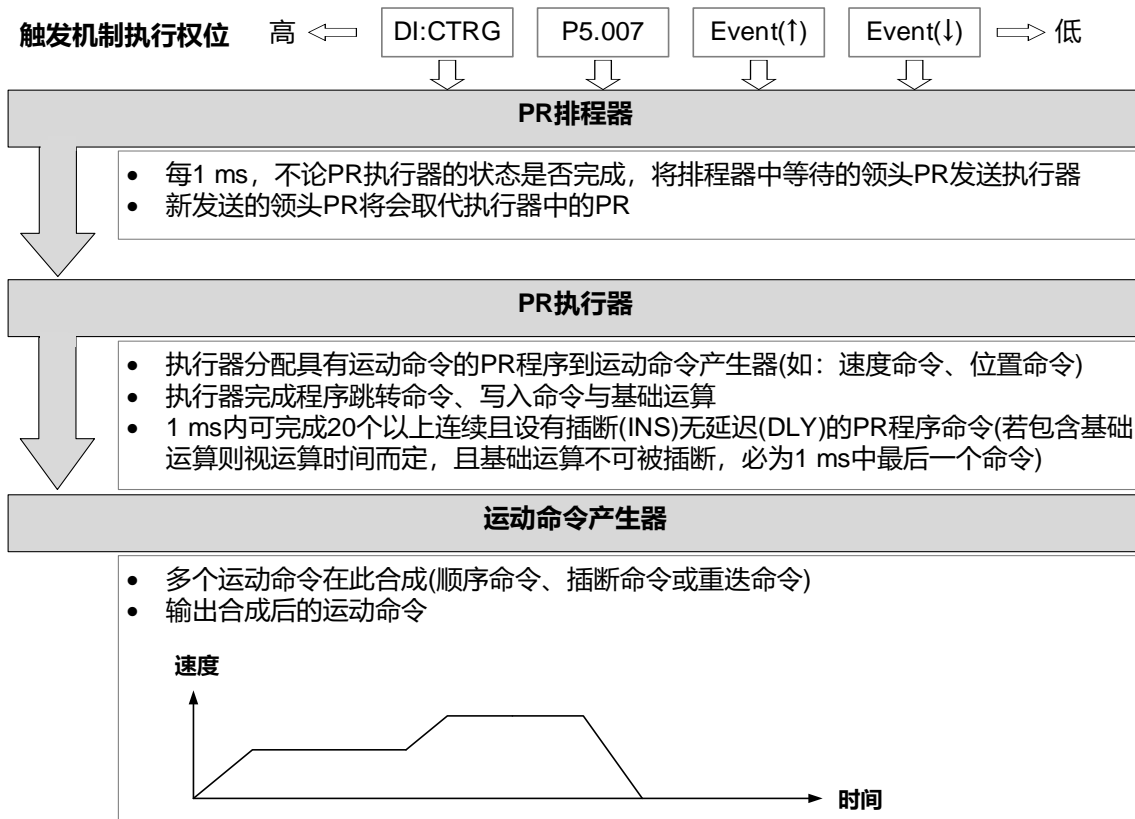 触发机制执行权位 高 DI:CTRG P5.007 Event(↑) Event(↓) 低
PR排程器
• 每1 ms，不论PR执行器的状态是否完成，将排程器中等待的领头PR发送执行器
• 新发送的领头PR将会取代执行器中的PR
PR执行器
• 执行器分配具有运动命令的PR程序到运动命令产生器(如：速度命令、位置命令)
• 执行器完成程序跳转命令、写入命令与基础运算
• 1 ms内可完成20个以上连续且设有插断(INS)无延迟(DLY)的PR程序命令(若包含基础
运算则视运算时间而定，且基础运算不可被插断，必为1 ms中最后一个命令)
运动命令产生器
• 多个运动命令在此合成(顺序命令、插断命令或重迭命令)
• 输出合成后的运动命令
速度
时间